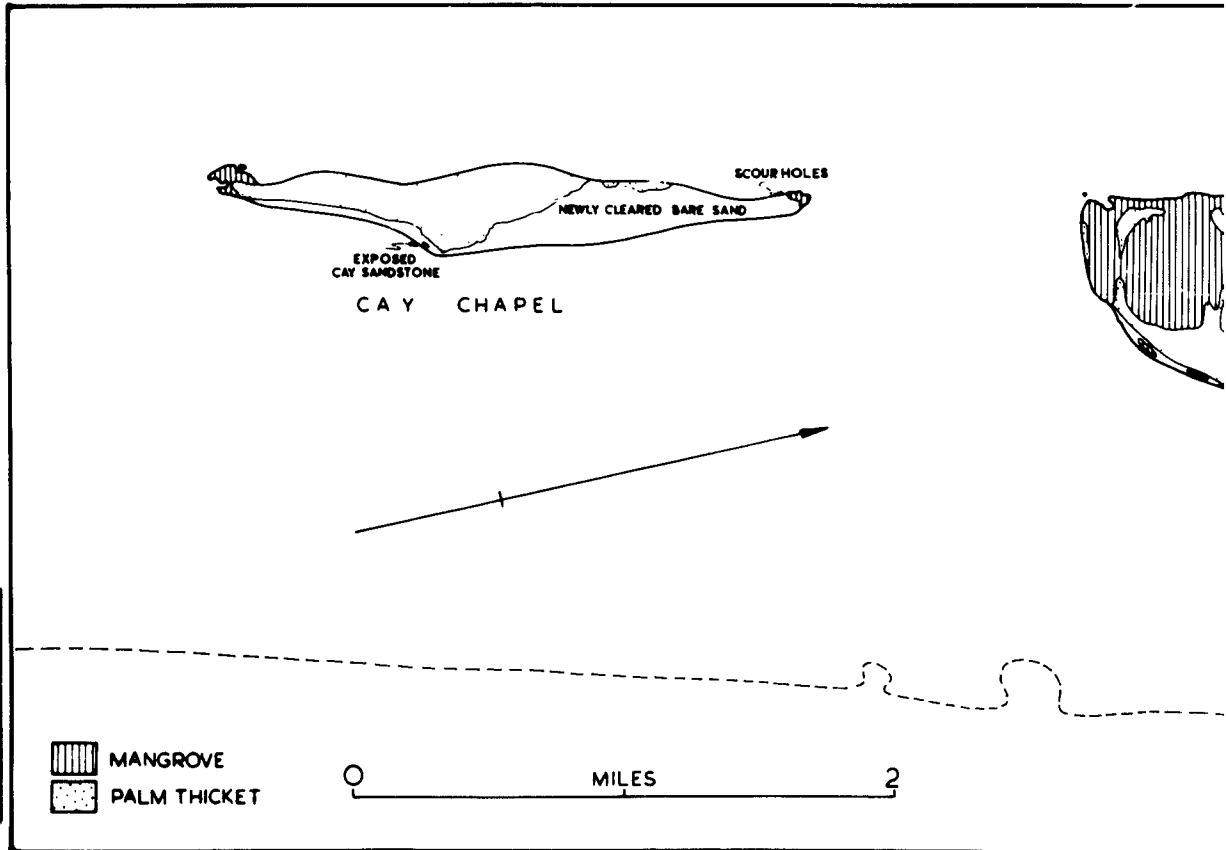 SCOUR HOLES
NEWLY CLEARED BARE SAND
EXPOSED
CAY SANDSTONE
CAY CHAPEL
MANGROVE
PALM THICKET
0 MILES 2